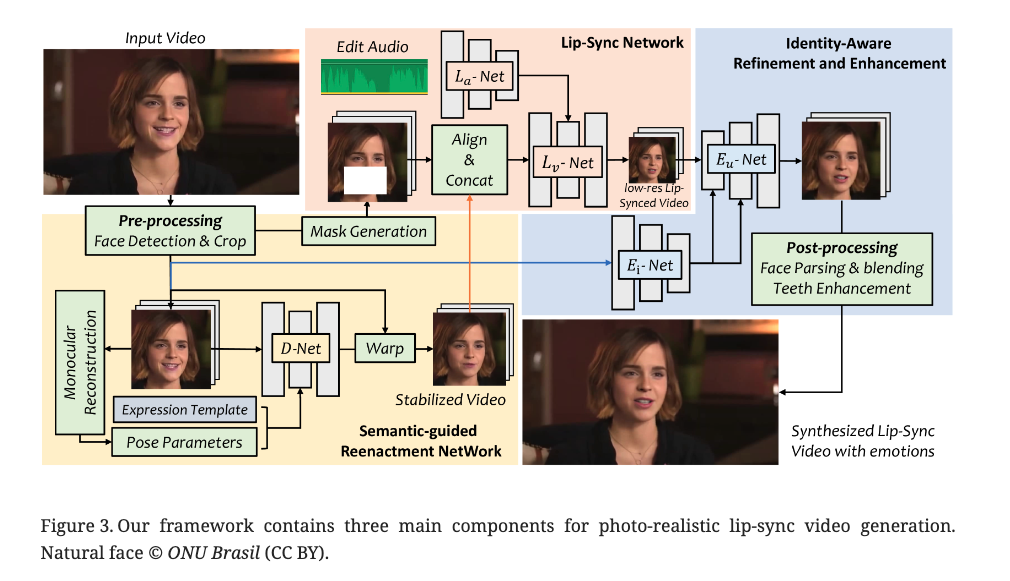 Input Video
Edit Audio
Lip-Sync Network
Lₐ- Net
Align
&
Concat
Lᵥ - Net
low-res Lip-
Synced Video
Identity-Aware
Refinement and Enhancement
Eᵤ-Net
Pre-processing
Face Detection & Crop
Mask Generation
Eᵢ- Net
Post-processing
Face Parsing & blending
Teeth Enhancement
Monocular
Reconstruction
D-Net
Warp
Stabilized Video
Expression Template
Pose Parameters
Semantic-guided
Reenactment NetWork
Synthesized Lip-Sync
Video with emotions
Figure 3. Our framework contains three main components for photo-realistic lip-sync video generation.
Natural face © ONU Brasil (CC BY).